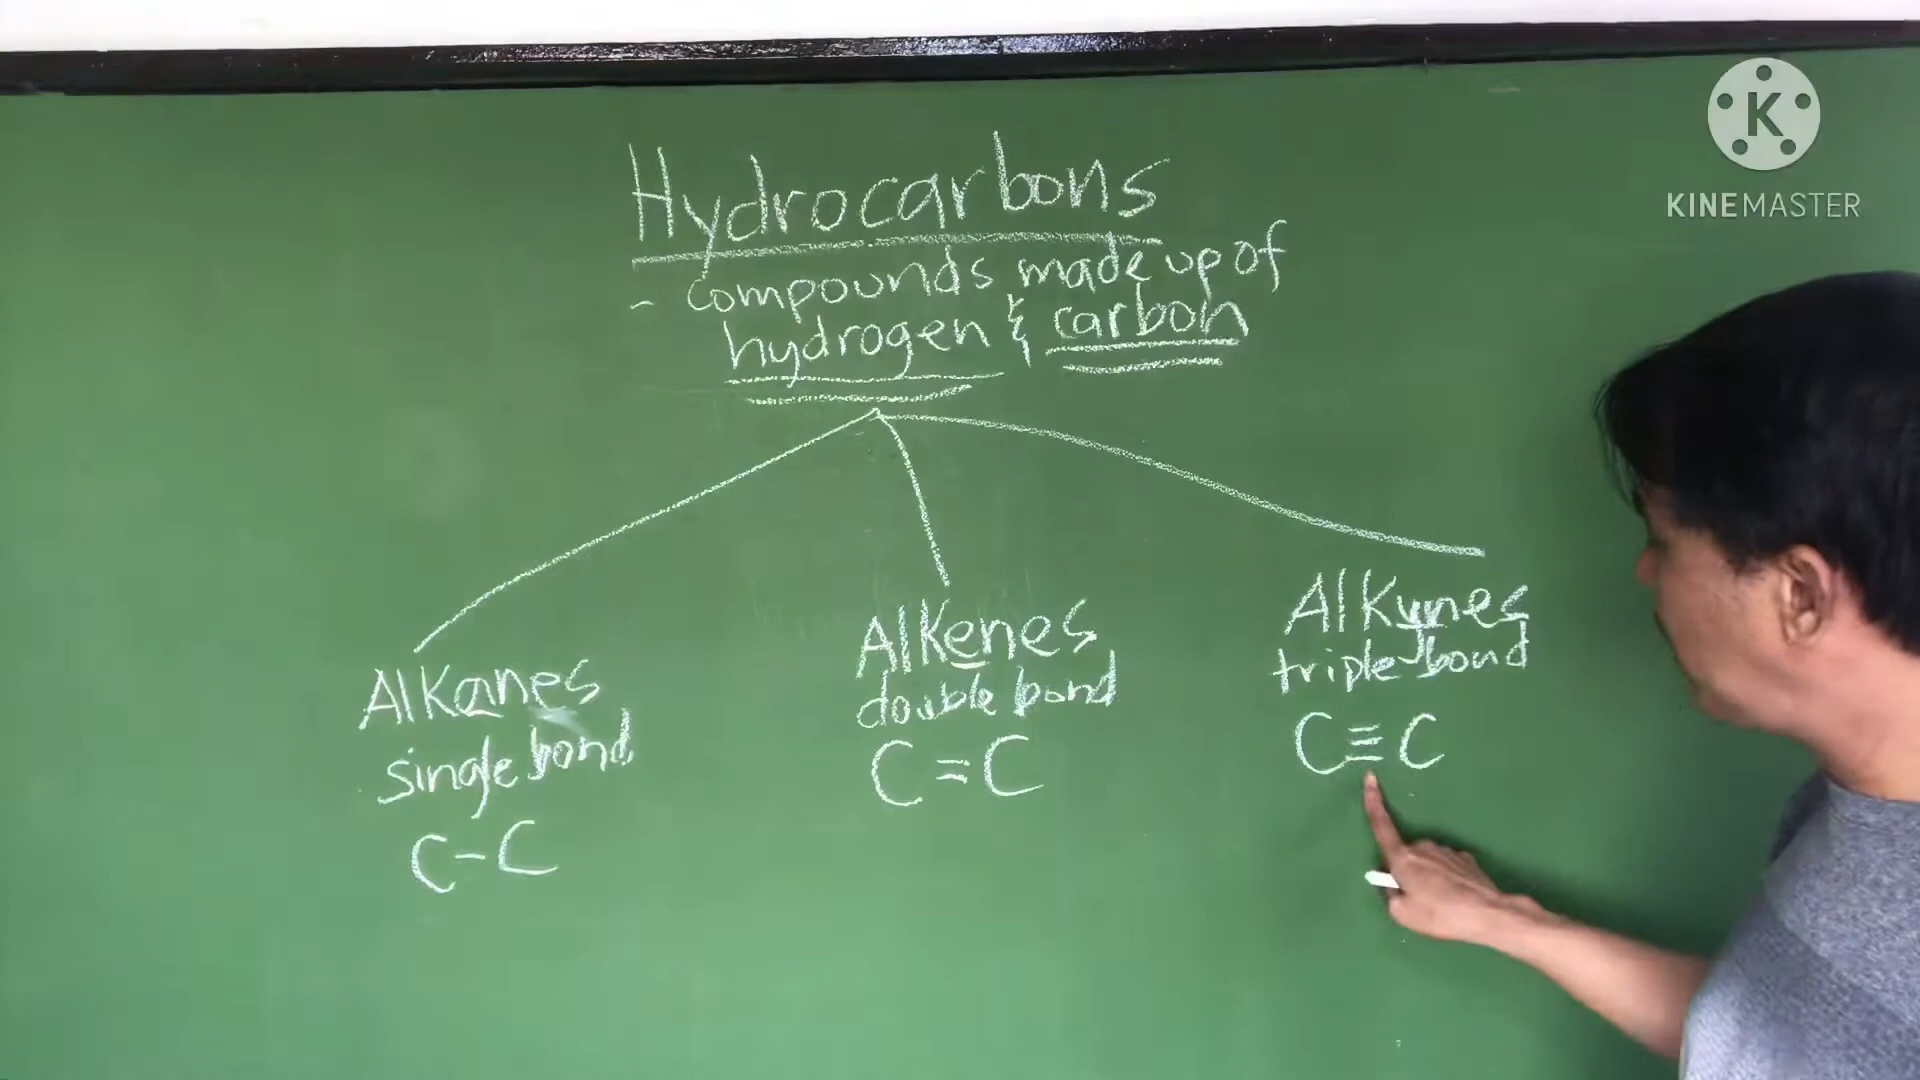 Hydrocarbons
- compounds made up of
hydrogen & carbon
Alkanes
single bond
C-C
Alkenes
double bond
C=C
Alkynes
triple bond
C≡C
K
KINEMASTER